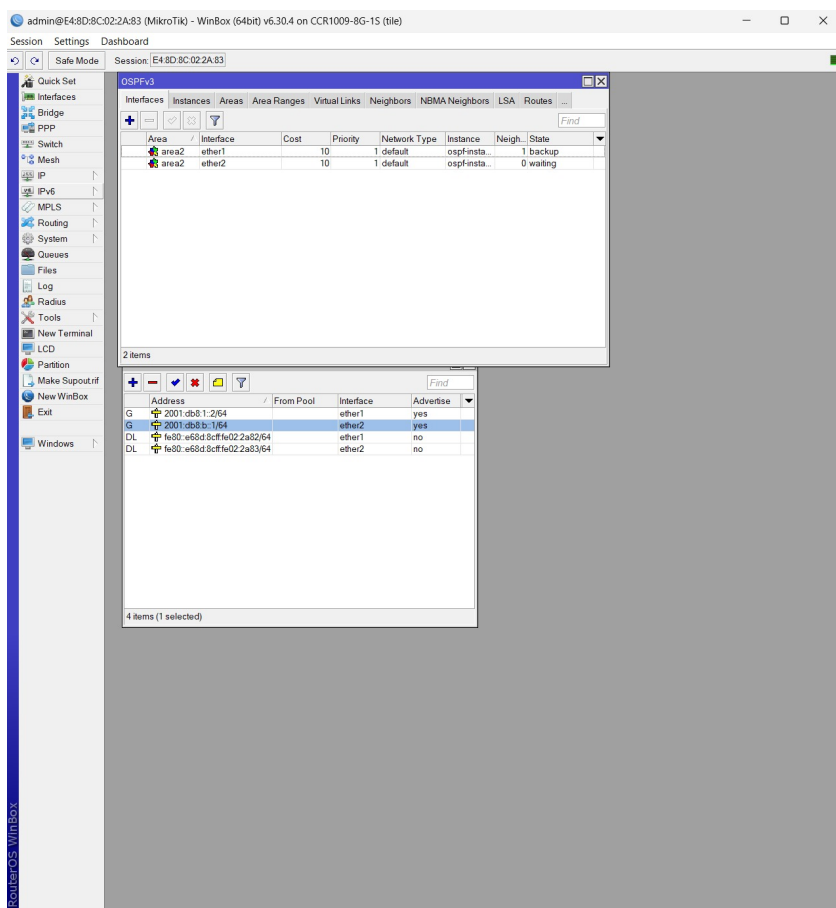 admin@E4:8D:8C:02:2A:83 (MikroTik) - WinBox (64bit) v6.30.4 on CCR1009-8G-1S (tile)
Session Settings Dashboard
Safe Mode Session: E4:8D:8C:02:2A:83
Quick Set
Interfaces
Bridge
PPP
Switch
Mesh
IP
IPv6
MPLS
Routing
System
Queues
Files
Log
Radius
Tools
New Terminal
LCD
Partition
Make Supout.rif
New WinBox
Exit
Windows
RouterOS WinBox
OSPFv3
Interfaces Instances Areas Area Ranges Virtual Links Neighbors NBMA Neighbors LSA Routes ...
Find
Area Interface Cost Priority Network Type Instance Neigh... State
area2 ether1 10 1 default ospf-insta... 1 backup
area2 ether2 10 1 default ospf-insta... 0 waiting
2 items
Find
Address From Pool Interface Advertise
G 2001:db8:1::2/64 ether1 yes
G 2001:db8:b::1/64 ether2 yes
DL fe80::e68d:8cff:fe02:2a82/64 ether1 no
DL fe80::e68d:8cff:fe02:2a83/64 ether2 no
4 items (1 selected)